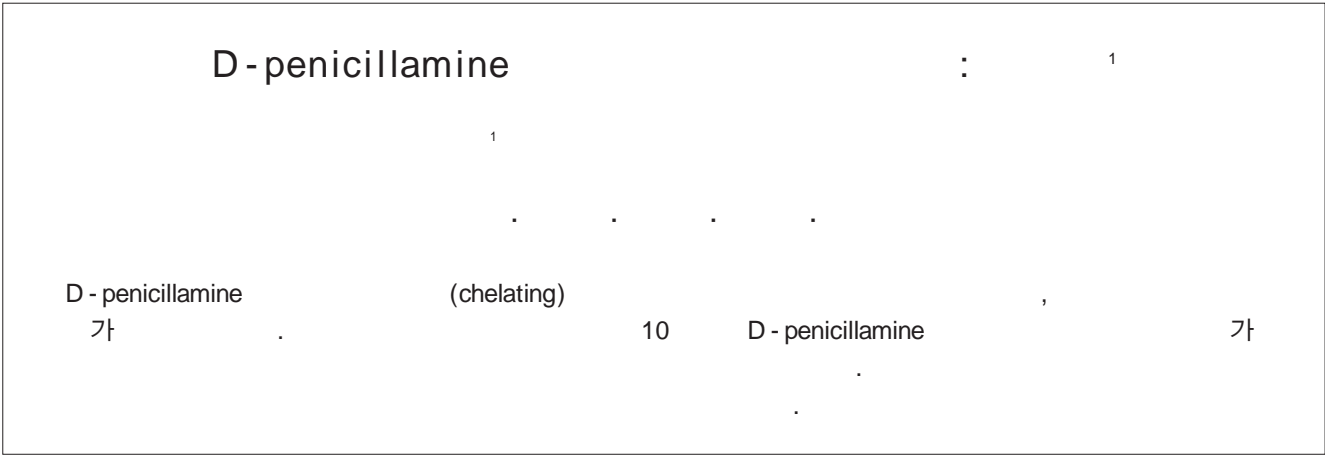 D-penicillamine : 1
1
. . . .
D-penicillamine (chelating) ,
가 . 10 D-penicillamine 가
.
.